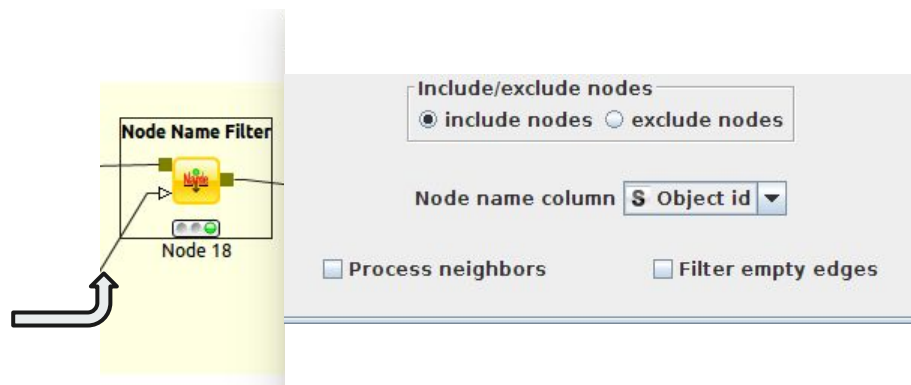 Node Name Filter
Name
Node 18
Include/exclude nodes
include nodes exclude nodes
Node name column S Object id
Process neighbors Filter empty edges